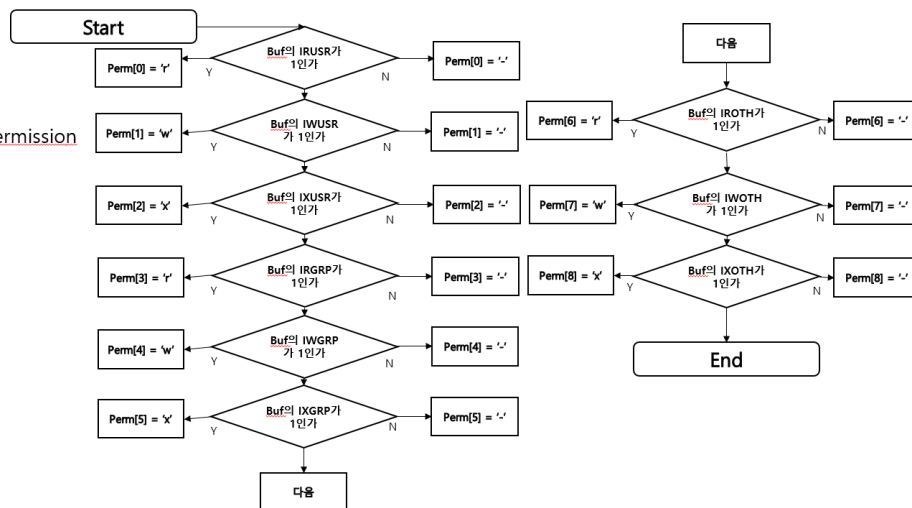 Start
Buf의 IRUSR가
1인가
Perm[0] = 'r'
Y
N
Perm[0] = '-'
ermission
Buf의 IWUSR
가 1인가
Perm[1] = 'w'
Y
N
Perm[1] = '-'
Buf의 IXUSR가
1인가
Perm[2] = 'x'
Y
N
Perm[2] = '-'
Buf의 IRGRP가
1인가
Perm[3] = 'r'
Y
N
Perm[3] = '-'
Buf의 IWGRP
가 1인가
Perm[4] = 'w'
Y
N
Perm[4] = '-'
Buf의 IXGRP가
1인가
Perm[5] = 'x'
Y
N
Perm[5] = '-'
다음
다음
Buf의 IROTH가
1인가
Perm[6] = 'r'
Y
N
Perm[6] = '-'
Buf의 IWOTH
가 1인가
Perm[7] = 'w'
Y
N
Perm[7] = '-'
Buf의 IXOTH가
1인가
Perm[8] = 'x'
Y
N
Perm[8] = '-'
End